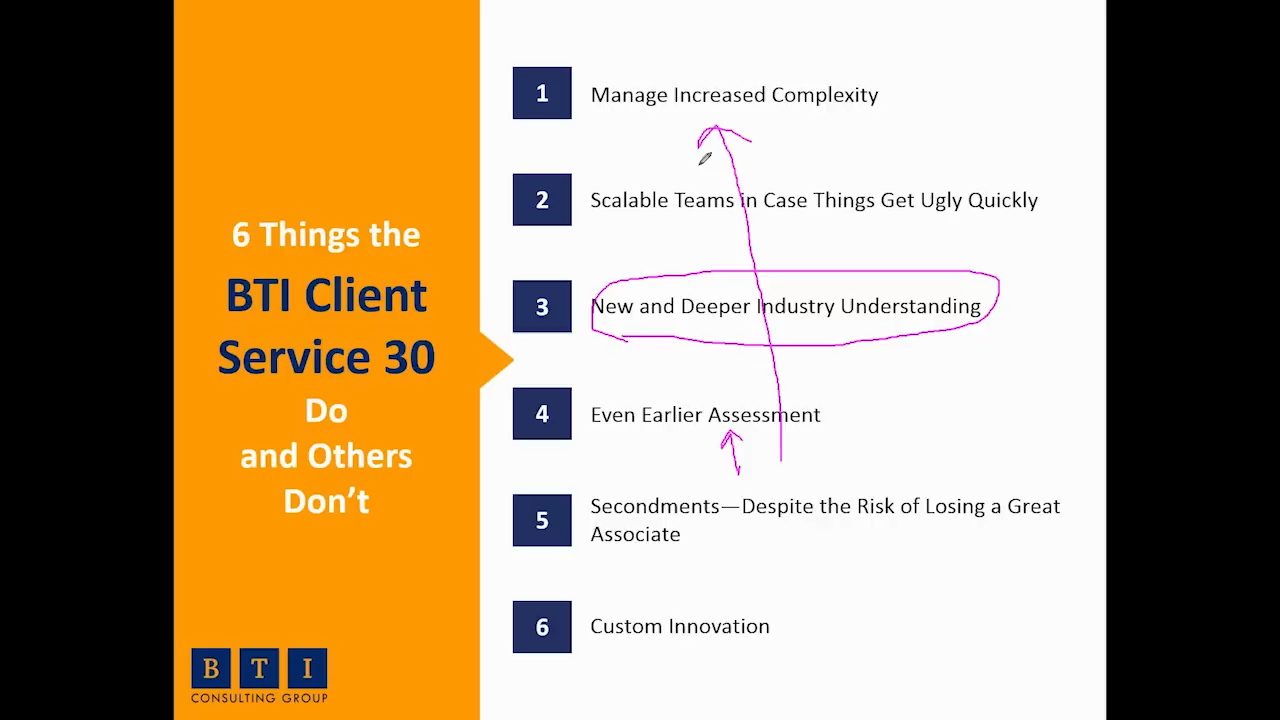 6 Things the
BTI Client
Service 30
Do
and Others
Don’t
1 Manage Increased Complexity
2 Scalable Teams in Case Things Get Ugly Quickly
3 New and Deeper Industry Understanding
4 Even Earlier Assessment
5 Secondments—Despite the Risk of Losing a Great
Associate
6 Custom Innovation
B T I
CONSULTING GROUP